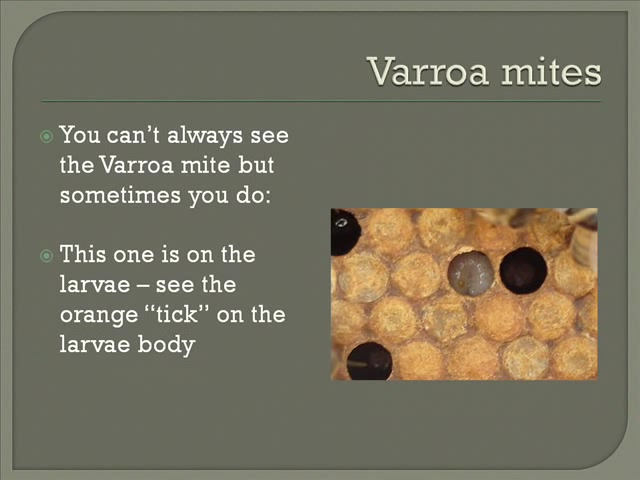 Varroa mites
You can’t always see
the Varroa mite but
sometimes you do:
This one is on the
larvae – see the
orange “tick” on the
larvae body